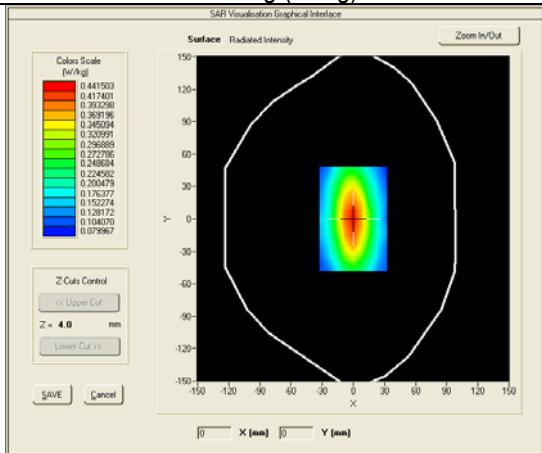 SAR Visualisation Graphical Interface
Surface Radiated Intensity
Zoom In/Out
Colors Scale
(W/kg)
0.441503
0.417401
0.393298
0.369196
0.345094
0.320991
0.296889
0.272786
0.248684
0.224582
0.200479
0.176377
0.152274
0.128172
0.104070
0.079967
Z Cuts Control
<< Upper Cut
Z = 4.0 mm
Lower Cut >>
SAVE Cancel
150
120
90
60
30
0
-30
-60
-90
-120
-150
Y
-150 -120 -90 -60 -30 0 30 60 90 120 150
X
0 X (mm) 0 Y (mm)